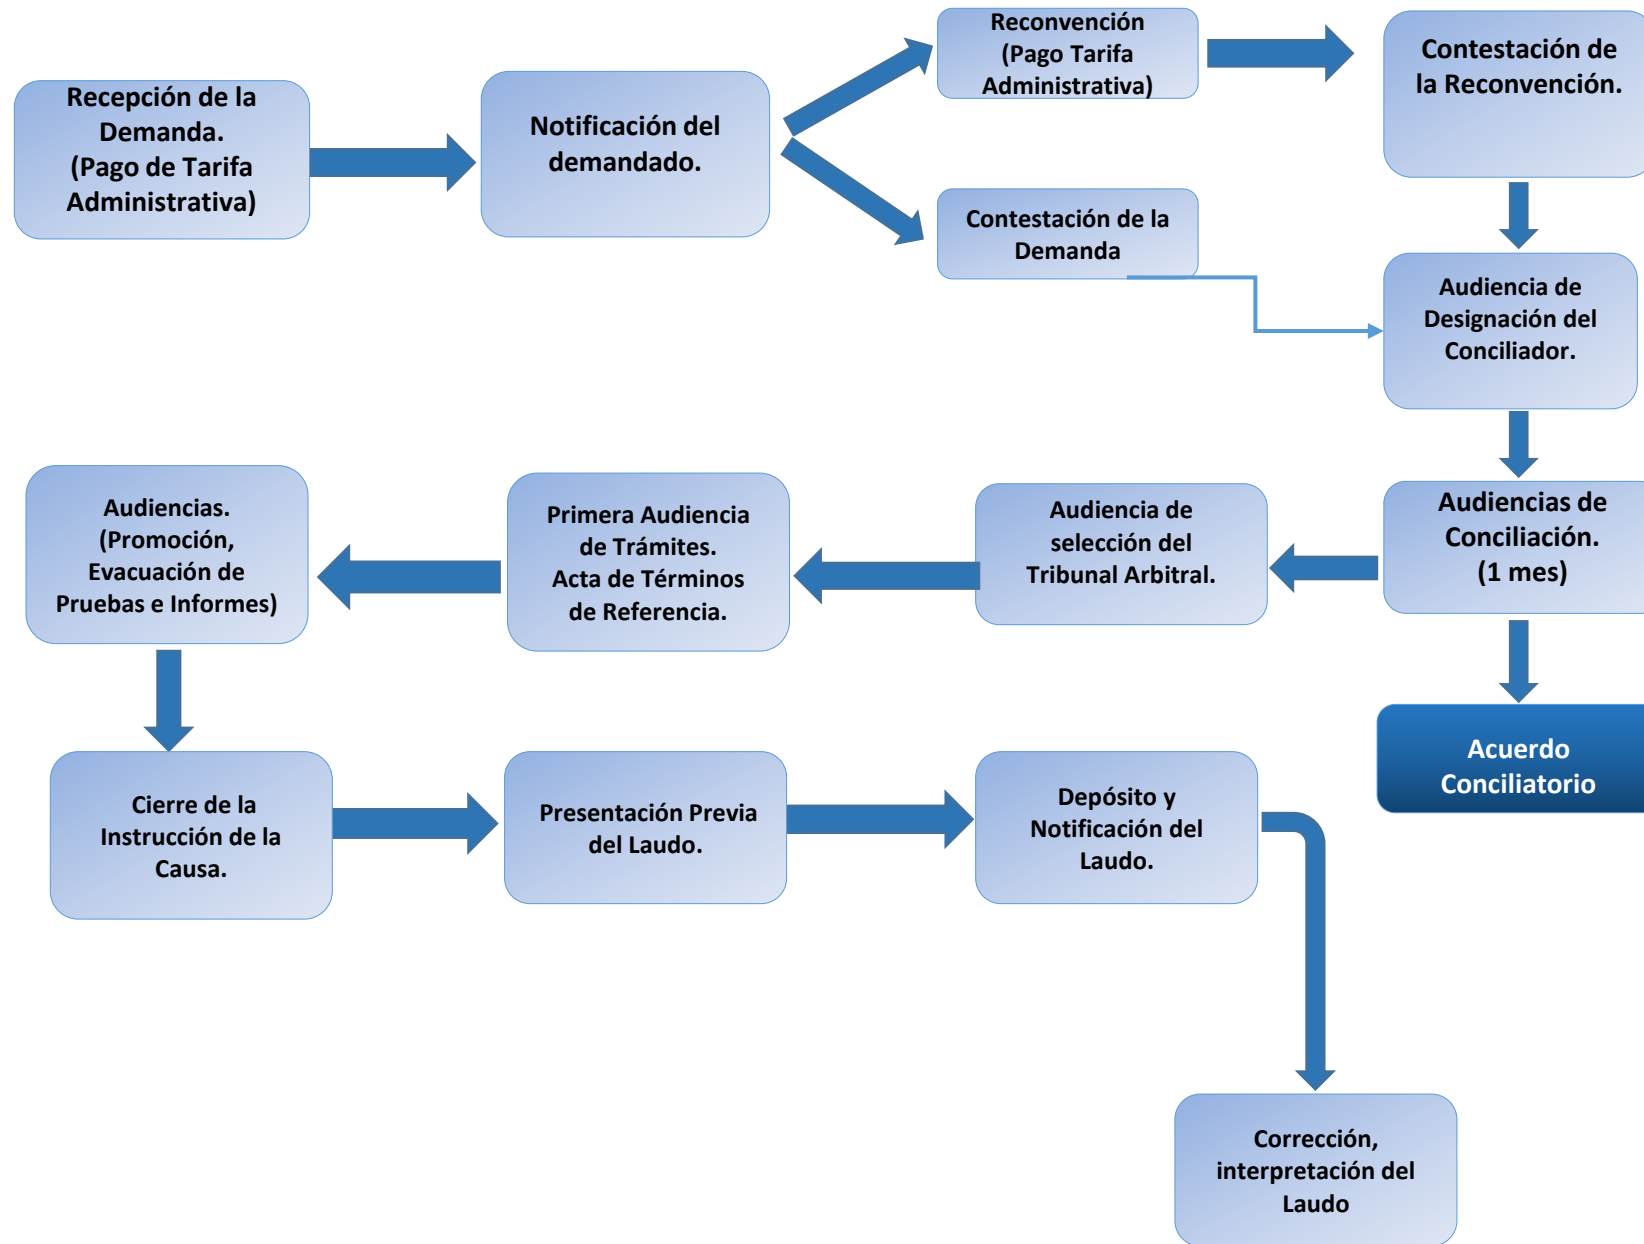 Recepción de la
Demanda.
(Pago de Tarifa
Administrativa)
Notificación del
demandado.
Reconvención
(Pago Tarifa
Administrativa)
Contestación de
la Reconvención.
Contestación de la
Demanda
Audiencia de
Designación del
Conciliador.
Audiencias de
Conciliación.
(1 mes)
Audiencia de
selección del
Tribunal Arbitral.
Primera Audiencia
de Trámites.
Acta de Términos
de Referencia.
Audiencias.
(Promoción,
Evacuación de
Pruebas e Informes)
Acuerdo
Conciliatorio
Cierre de la
Instrucción de la
Causa.
Presentación Previa
del Laudo.
Depósito y
Notificación del
Laudo.
Corrección,
interpretación del
Laudo